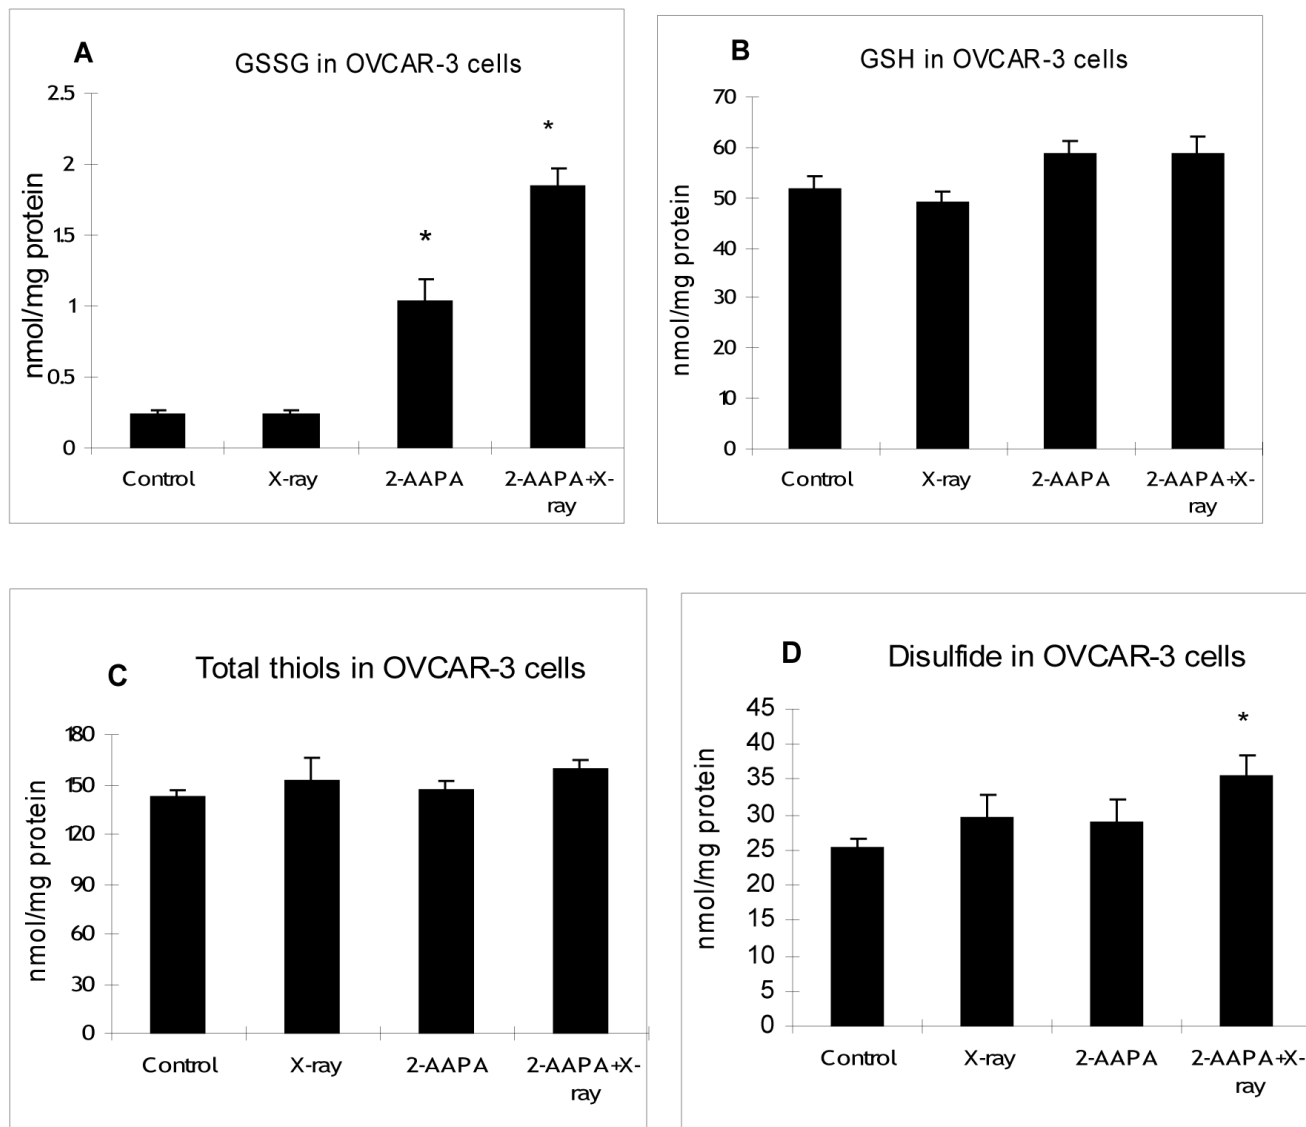 A
GSSG in OVCAR-3 cells
2.5
2
1.5
1
0.5
0
nmol/mg protein
*
*
Control
X-ray
2-AAPA
2-AAPA+X-
ray
B
GSH in OVCAR-3 cells
70
60
50
40
30
20
10
0
nmol/mg protein
Control
X-ray
2-AAPA
2-AAPA+X-
ray
C
Total thiols in OVCAR-3 cells
180
150
120
90
60
30
0
nmol/mg protein
Control
X-ray
2-AAPA
2-AAPA+X-
ray
D
Disulfide in OVCAR-3 cells
45
40
35
30
25
20
15
10
5
0
nmol/mg protein
*
Control
X-ray
2-AAPA
2-AAPA+X-
ray